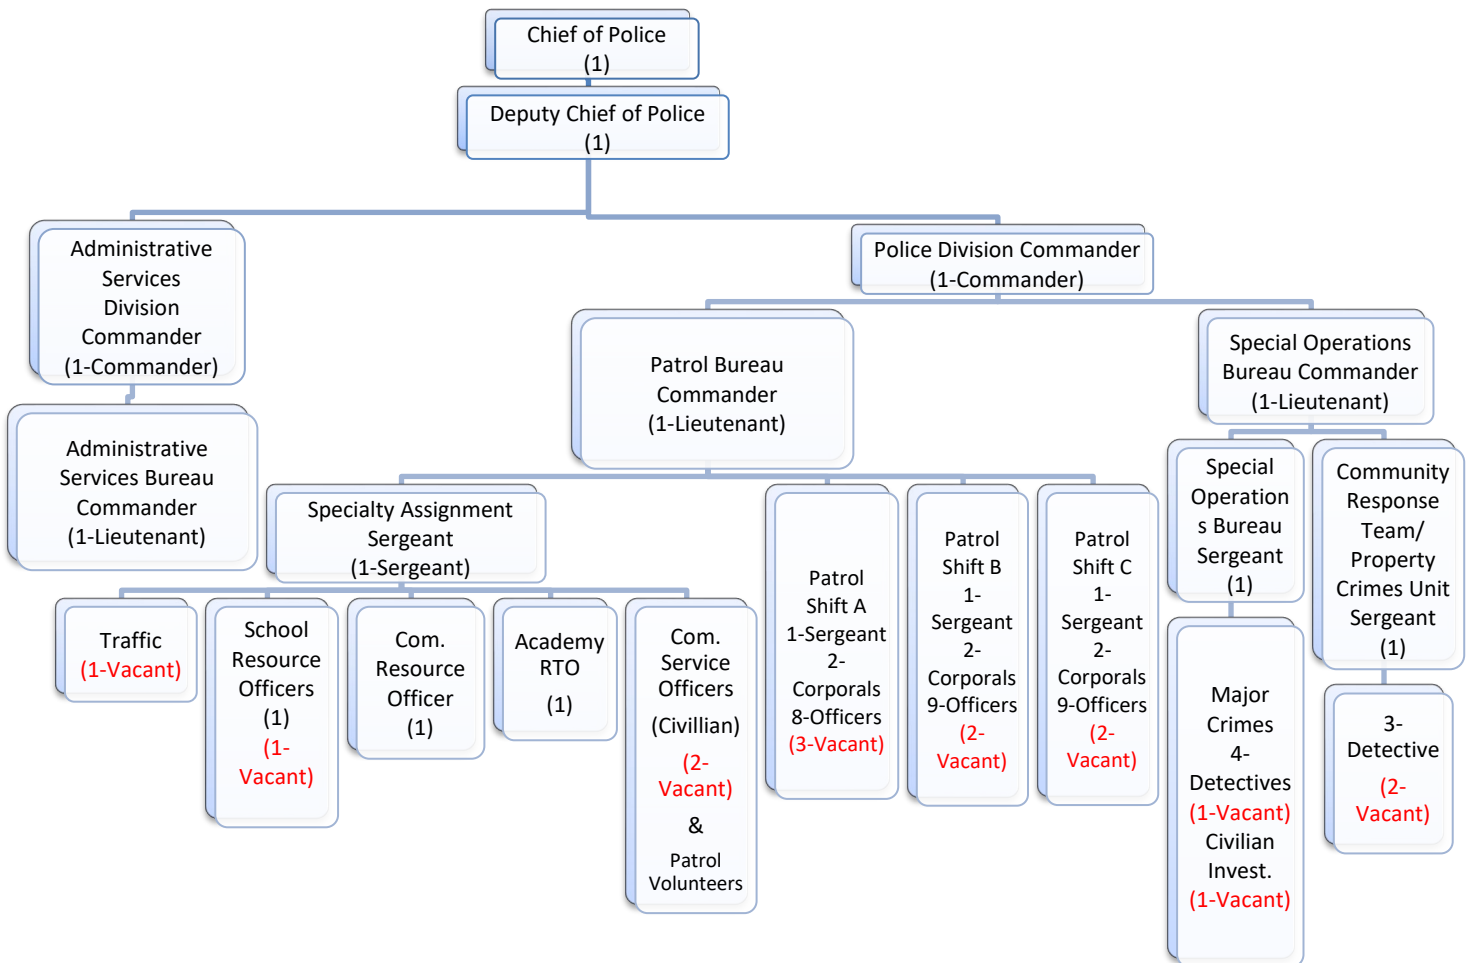 Chief of Police
(1)
Deputy Chief of Police
(1)
Administrative
Services
Division
Commander
(1-Commander)
Police Division Commander
(1-Commander)
Administrative
Services Bureau
Commander
(1-Lieutenant)
Patrol Bureau
Commander
(1-Lieutenant)
Special Operations
Bureau Commander
(1-Lieutenant)
Specialty Assignment
Sergeant
(1-Sergeant)
Traffic
(1-Vacant)
School
Resource
Officers
(1)
(1-
Vacant)
Com.
Resource
Officer
(1)
Academy
RTO
(1)
Com.
Service
Officers
(Civillian)
(2-
Vacant)
&
Patrol
Volunteers
Patrol
Shift A
1-Sergeant
2-
Corporals
8-Officers
(3-Vacant)
Patrol
Shift B
1-
Sergeant
2-
Corporals
9-Officers
(2-
Vacant)
Patrol
Shift C
1-
Sergeant
2-
Corporals
9-Officers
(2-
Vacant)
Special
Operation
s Bureau
Sergeant
(1)
Major
Crimes
4-
Detectives
(1-Vacant)
Civilian
Invest.
(1-Vacant)
Community
Response
Team/
Property
Crimes Unit
Sergeant
(1)
3-
Detective
(2-
Vacant)